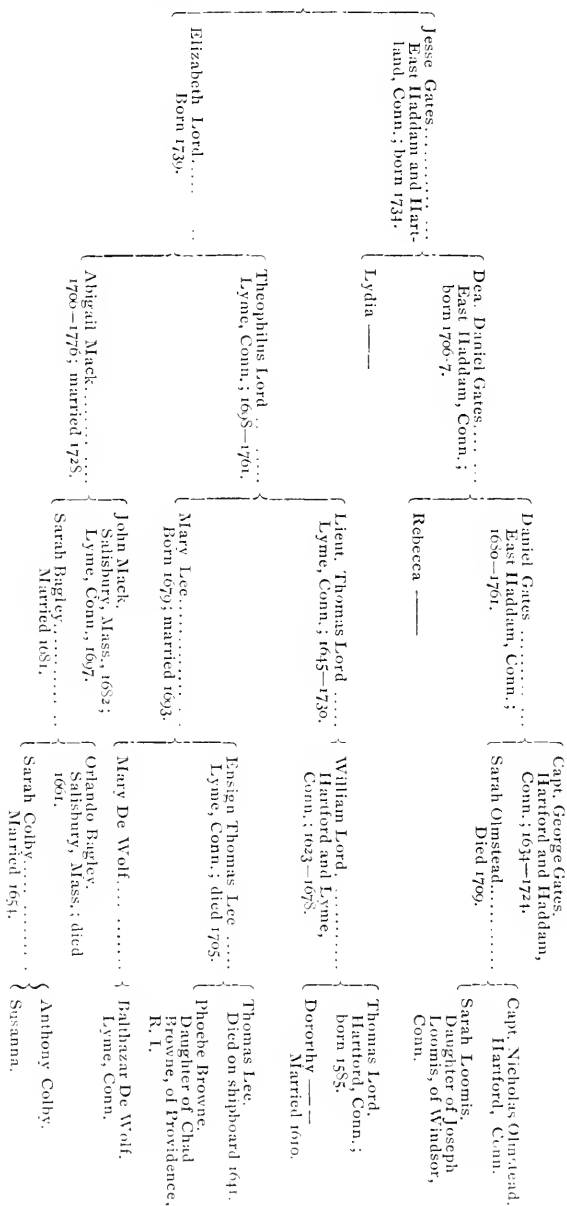 Jesse Gates..............
East Haddam and Hart-
land, Conn.; born 1734.
Elizabeth Lord..... ..
Born 1739.
Dea. Daniel Gates..... ...
East Haddam, Conn.;
born 1706-7.
Lydia ——
Theophilus Lord .. ......
Lyme, Conn.; 1698—1761.
Abigail Mack........ ....
1700—1776; married 1728.
Daniel Gates ......... ...
East Haddam, Conn.;
1680—1761.
Rebecca ——
Lieut. Thomas Lord .....
Lyme, Conn.; 1645—1730.
Mary Lee..............
Born 1679; married 1693.
John Mack.
Salisbury, Mass., 1682;
Lyme, Conn., 1697.
Sarah Bagley......... ..
Married 1681.
Capt. George Gates.
Hartford and Haddam,
Conn.; 1634—1724.
Sarah Olmstead...........
Died 1709.
William Lord. ..........
Hartford and Lyme,
Conn., 1623—1678.
Ensign Thomas Lee .....
Lyme, Conn.; died 1705.
Mary De Wolf.... .......
Orlando Bagley.
Salisbury, Mass.; died
1661.
Sarah Colby..... ........
Married 1654.
Capt. Nicholas Olmstead.
Hartford, Conn.
Sarah Loomis,
Daughter of Joseph
Loomis, of Windsor,
Conn.
Thomas Lord.
Hartford, Conn.;
born 1585.
Dororthy ——
Married 1610.
Thomas Lee.
Died on shipboard 1641.
Phoebe Browne.
Daughter of Chad
Browne, of Providence,
R. I.
Balthazar De Wolf.
Lyme, Conn.
Anthony Colby.
Susanna.